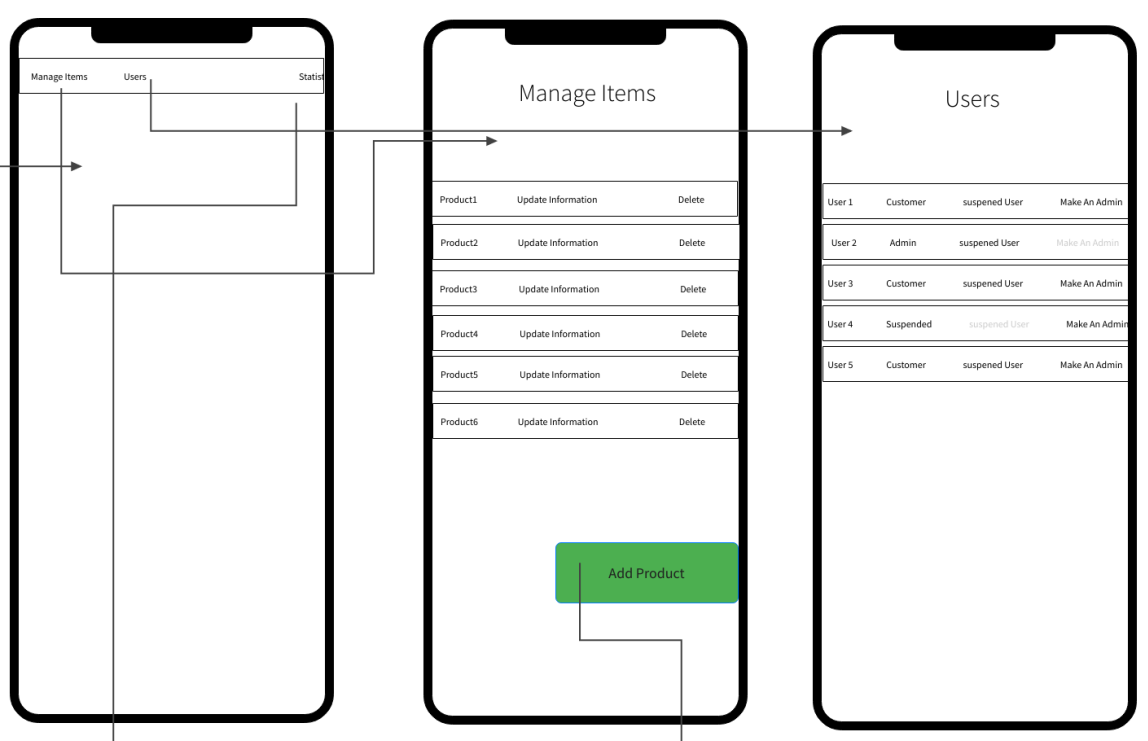 Manage Items Users Statist
Manage Items
Product1 Update Information Delete
Product2 Update Information Delete
Product3 Update Information Delete
Product4 Update Information Delete
Product5 Update Information Delete
Product6 Update Information Delete
Add Product
Users
User 1 Customer suspened User Make An Admin
User 2 Admin suspened User Make An Admin
User 3 Customer suspened User Make An Admin
User 4 Suspended suspened User Make An Admin
User 5 Customer suspened User Make An Admin